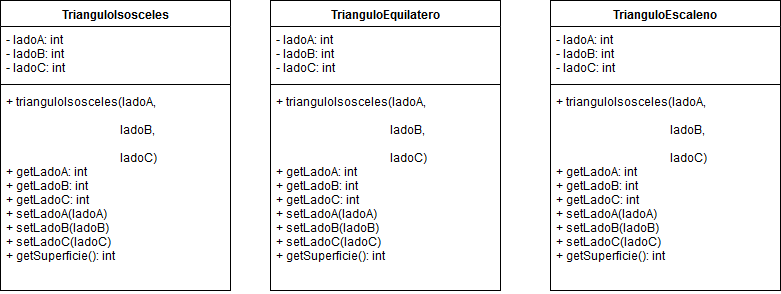 TrianguloIsosceles
- ladoA: int
- ladoB: int
- ladoC: int
+ trianguloIsosceles(ladoA,
ladoB,
ladoC)
+ getLadoA: int
+ getLadoB: int
+ getLadoC: int
+ setLadoA(ladoA)
+ setLadoB(ladoB)
+ setLadoC(ladoC)
+ getSuperficie(): int
TrianguloEquilatero
- ladoA: int
- ladoB: int
- ladoC: int
+ trianguloIsosceles(ladoA,
ladoB,
ladoC)
+ getLadoA: int
+ getLadoB: int
+ getLadoC: int
+ setLadoA(ladoA)
+ setLadoB(ladoB)
+ setLadoC(ladoC)
+ getSuperficie(): int
TrianguloEscaleno
- ladoA: int
- ladoB: int
- ladoC: int
+ trianguloIsosceles(ladoA,
ladoB,
ladoC)
+ getLadoA: int
+ getLadoB: int
+ getLadoC: int
+ setLadoA(ladoA)
+ setLadoB(ladoB)
+ setLadoC(ladoC)
+ getSuperficie(): int